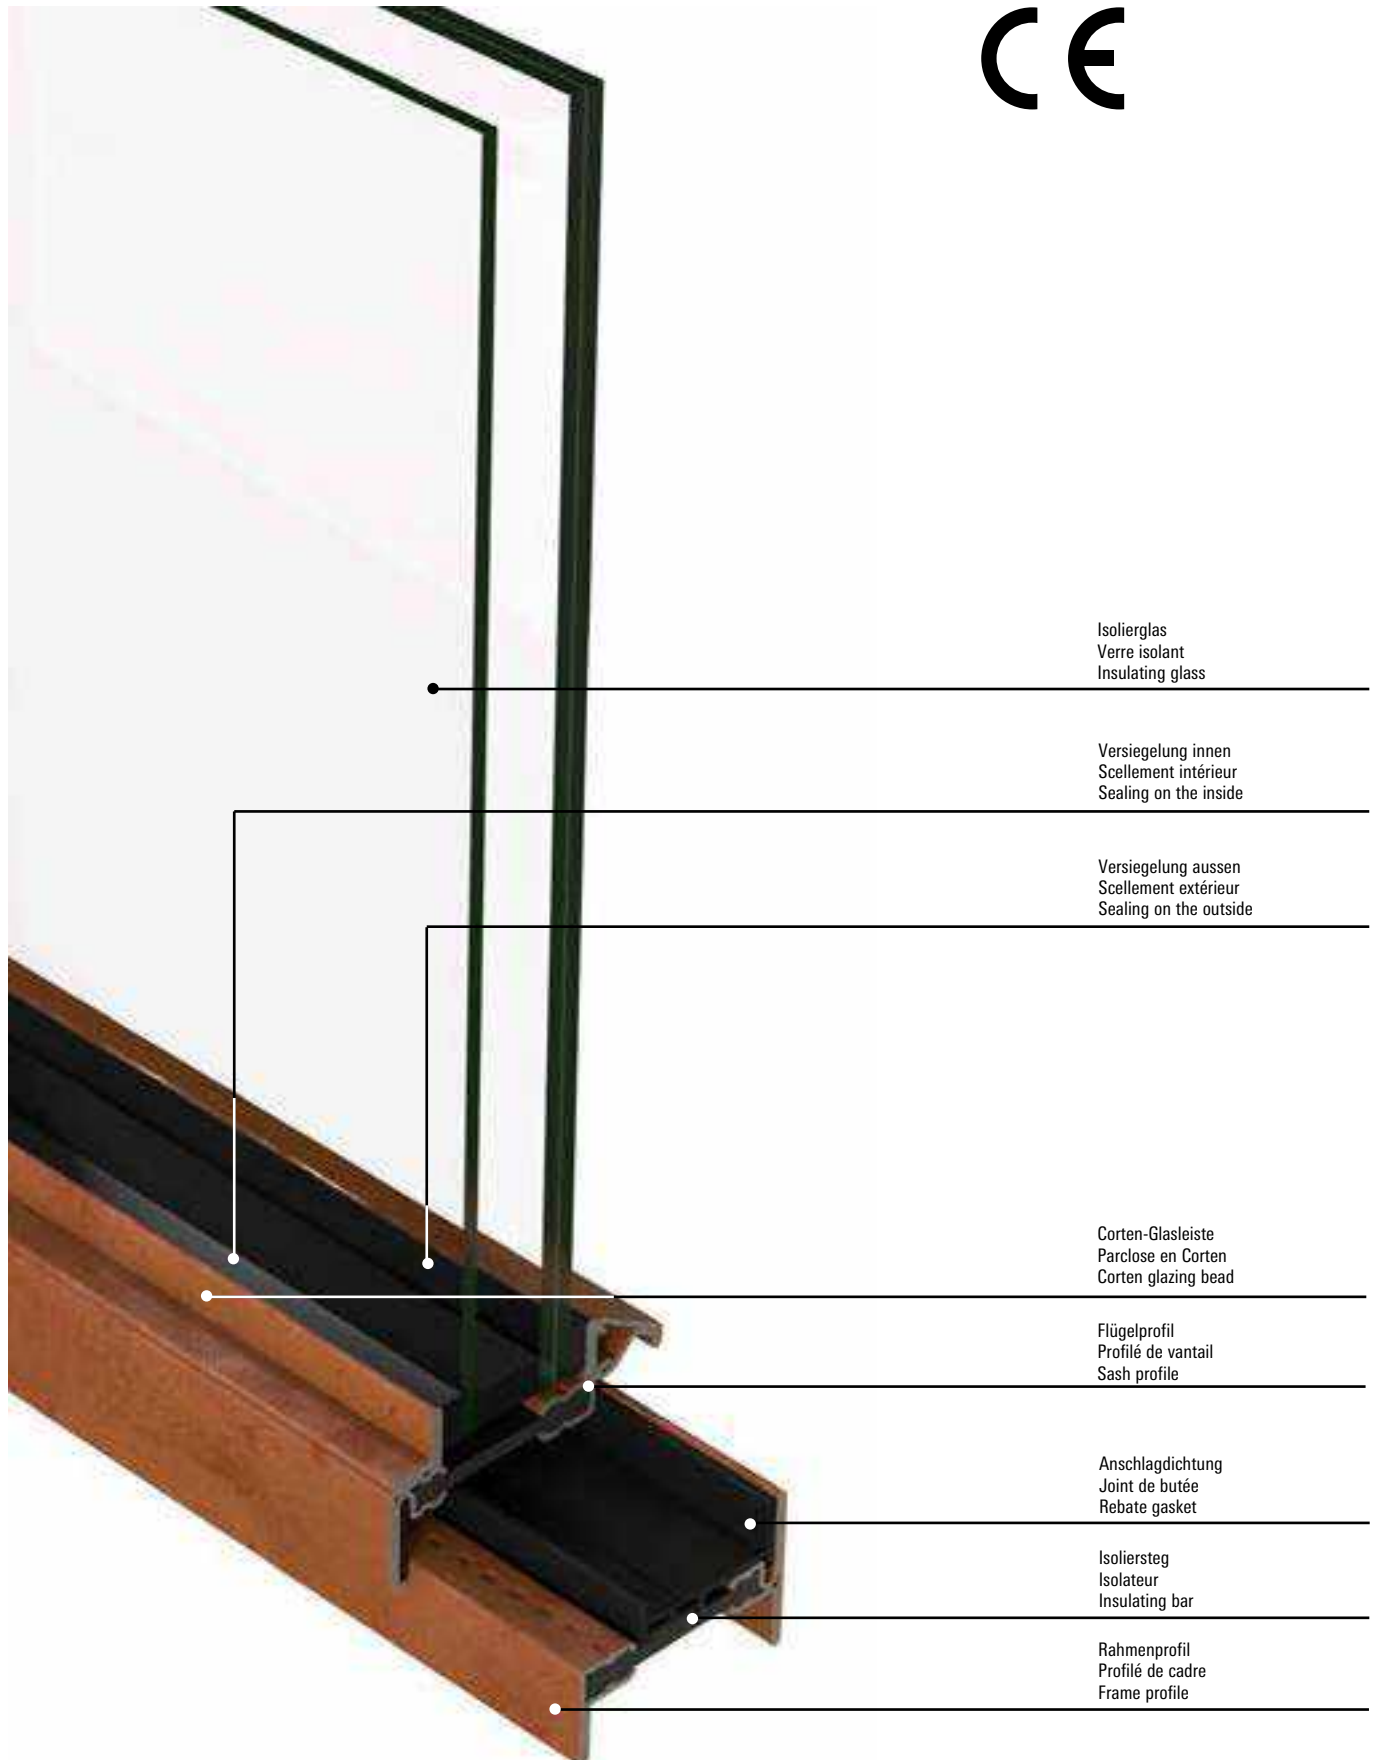 CE
Isolierglas
Verre isolant
Insulating glass
Versiegelung innen
Scellement intérieur
Sealing on the inside
Versiegelung aussen
Scellement extérieur
Sealing on the outside
Corten-Glasleiste
Parclose en Corten
Corten glazing bead
Flügelprofil
Profilé de vantail
Sash profile
Anschlagdichtung
Joint de butée
Rebate gasket
Isoliersteg
Isolateur
Insulating bar
Rahmenprofil
Profilé de cadre
Frame profile